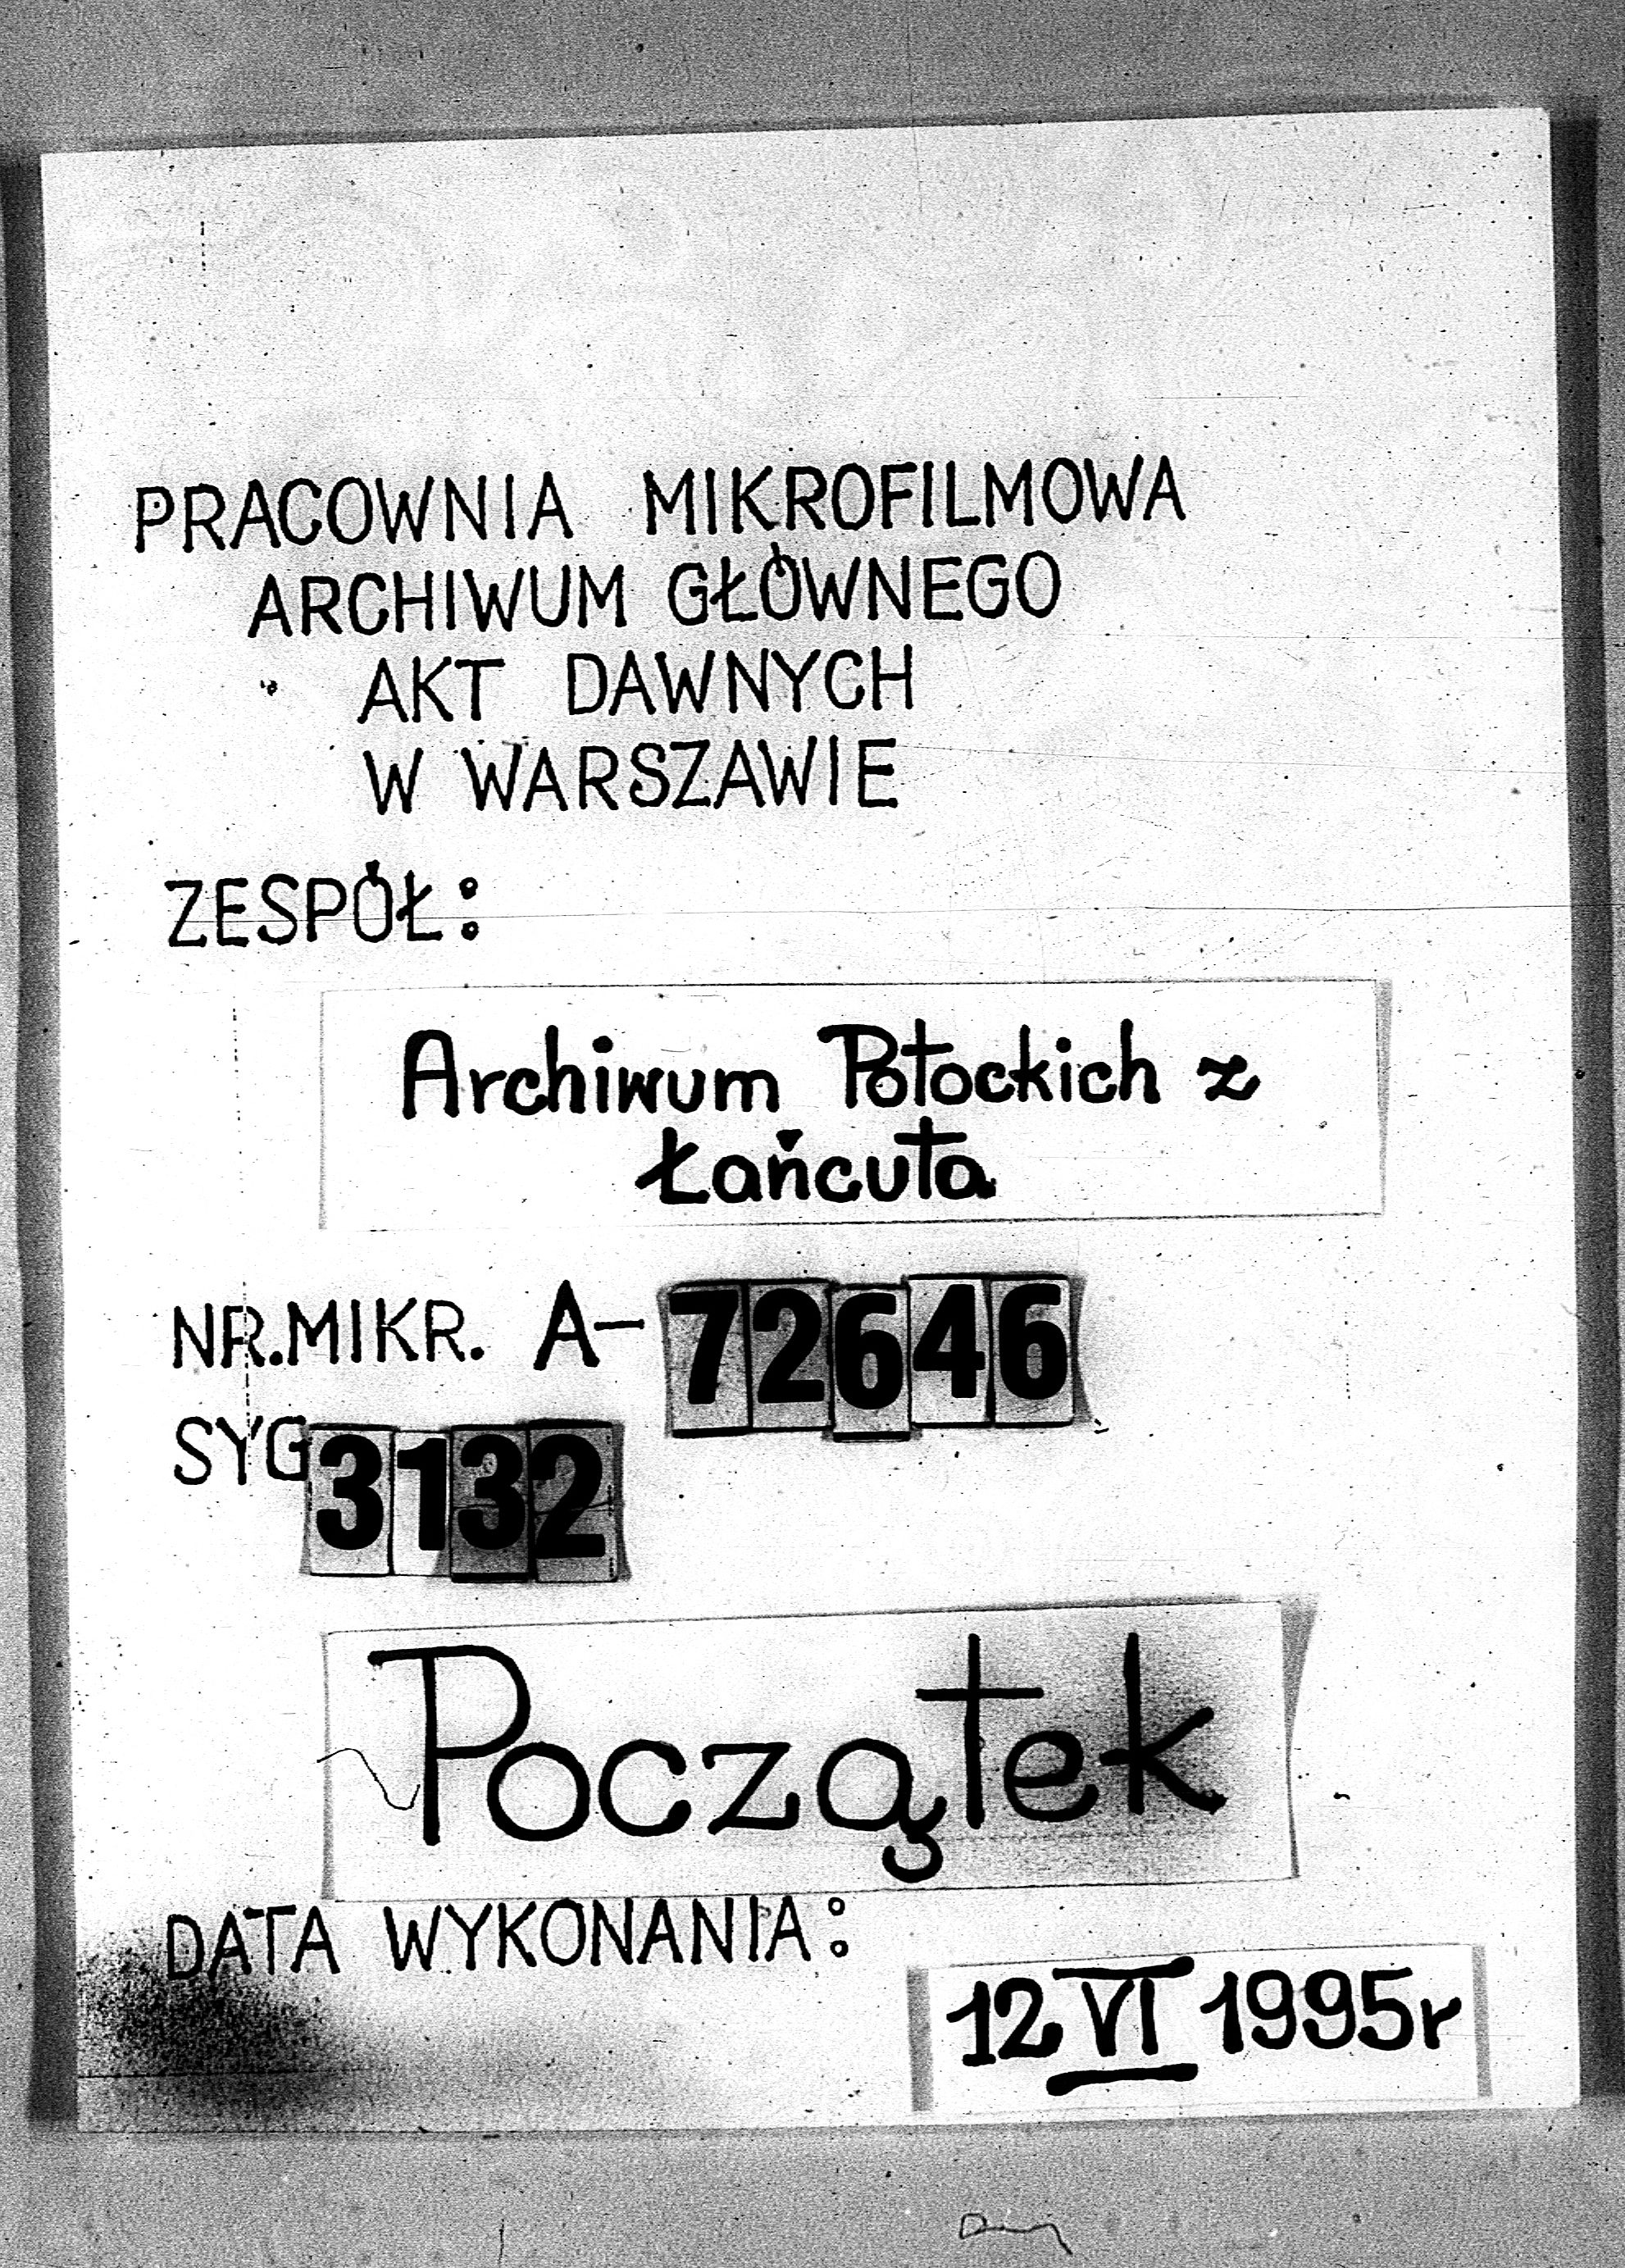 PRACOWNIA MIKROFILMOWA
ARCHIWUM GŁÓWNEGO
AKT DAWNYCH
W WARSZAWIE
ZESPÓŁ:
Archiwum Potockich z
Łańcuta
NR.MIKR. A-72646
SYG 3132
Początek
DATA WYKONANIA:
12 VI 1995r